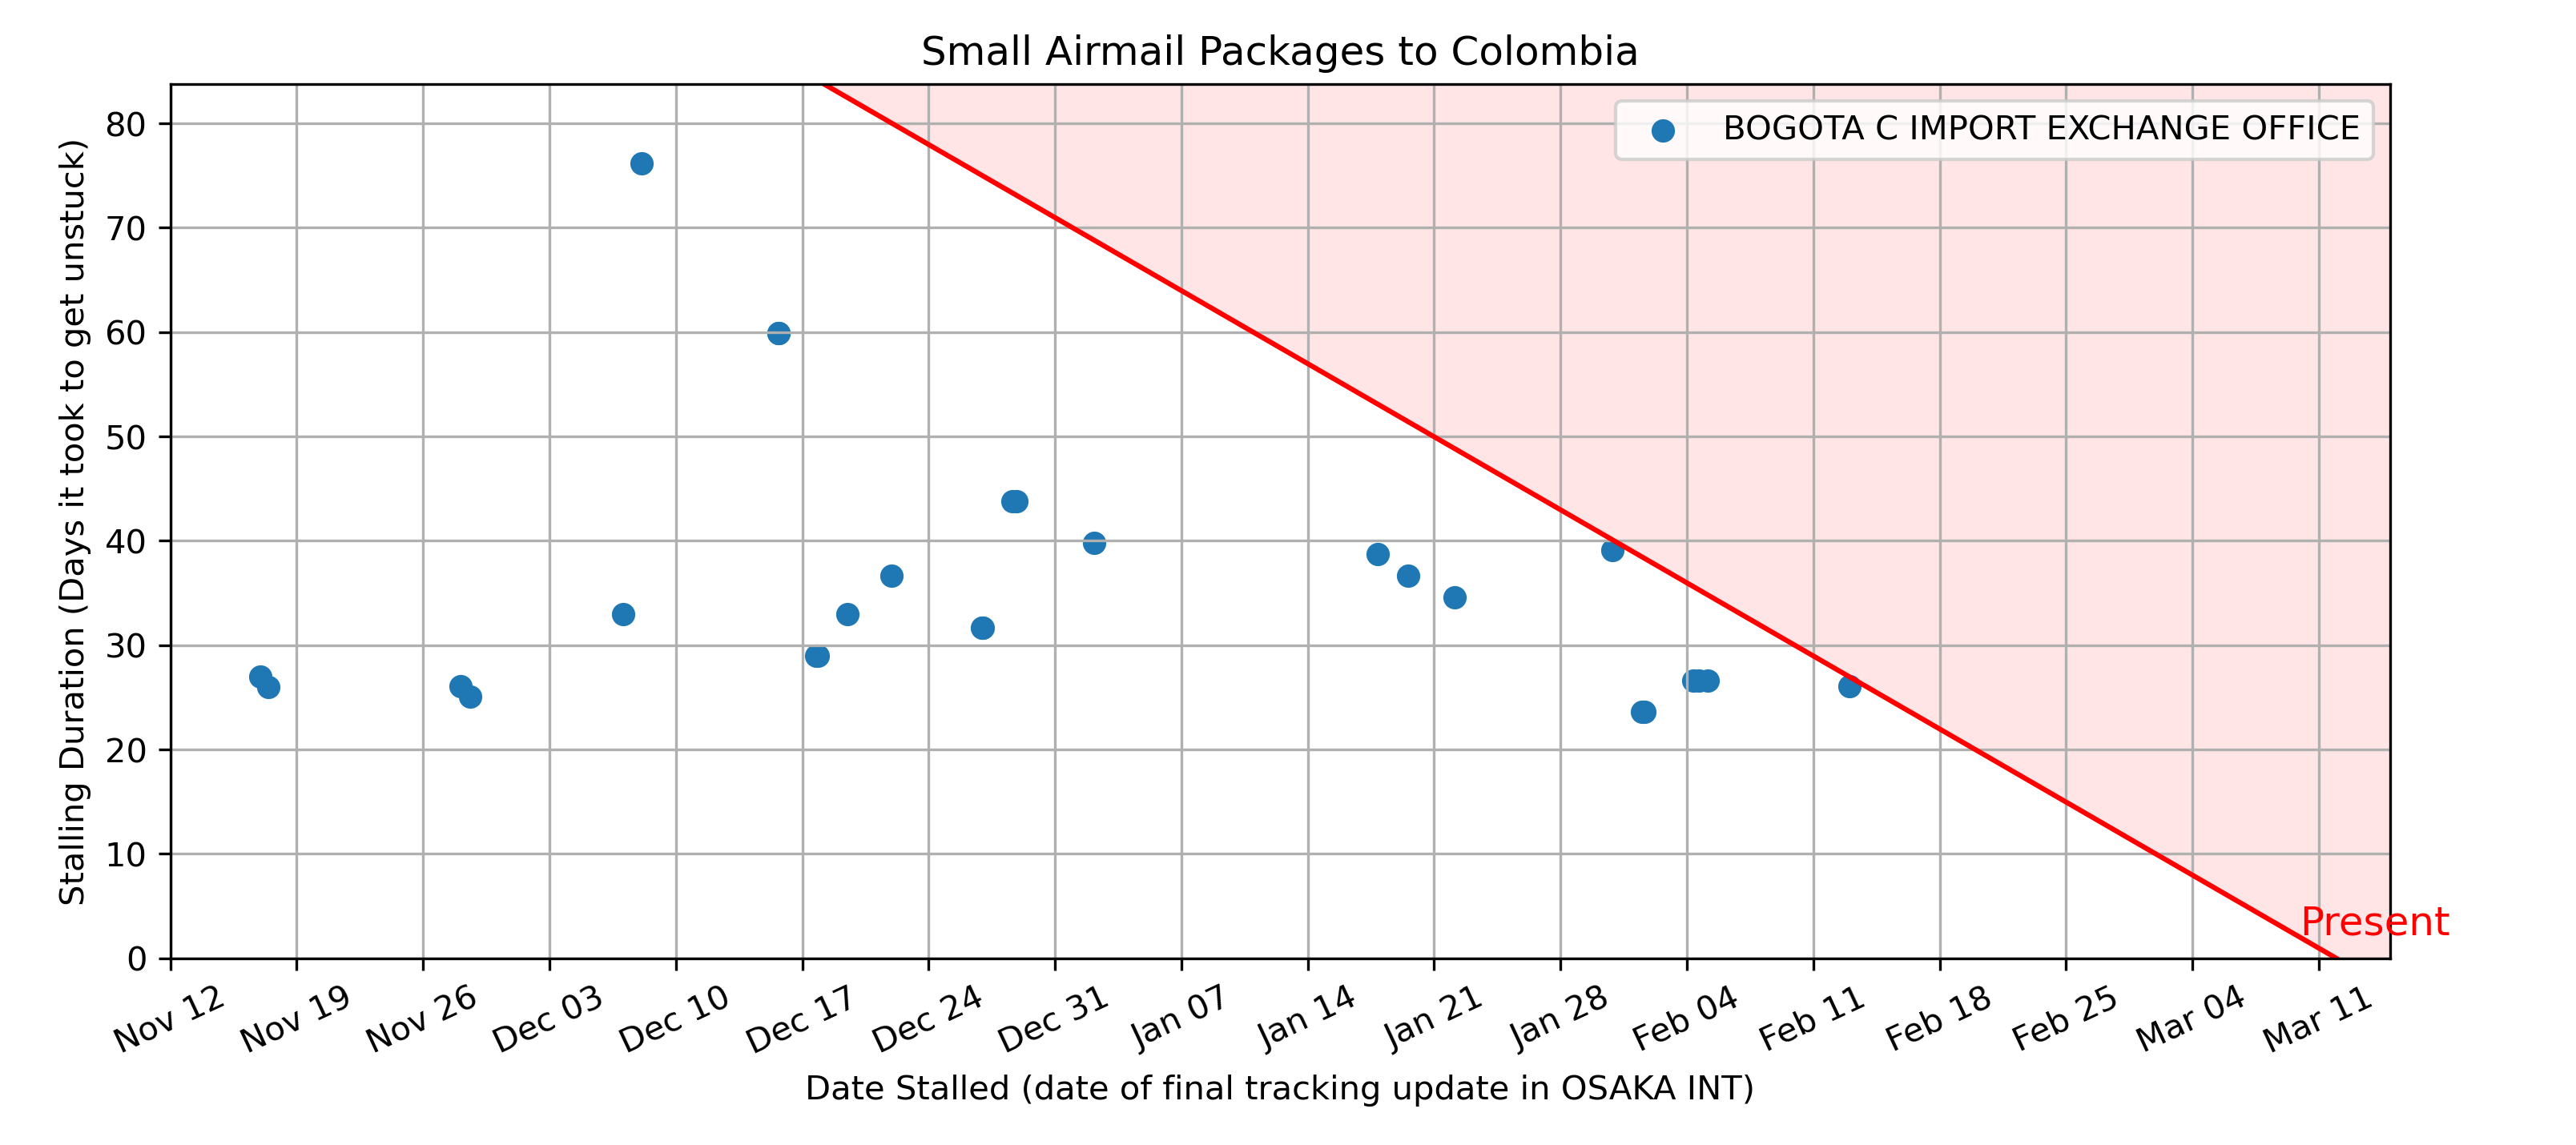 Small Airmail Packages to Colombia
BOGOTA C IMPORT EXCHANGE OFFICE
Stalling Duration (Days it took to get unstuck)
80
70
60
50
40
30
20
10
0
Present
Nov 12
Nov 19
Nov 26
Dec 03
Dec 10
Dec 17
Dec 24
Dec 31
Jan 07
Jan 14
Jan 21
Jan 28
Feb 04
Feb 11
Feb 18
Feb 25
Mar 04
Mar 11
Date Stalled (date of final tracking update in OSAKA INT)